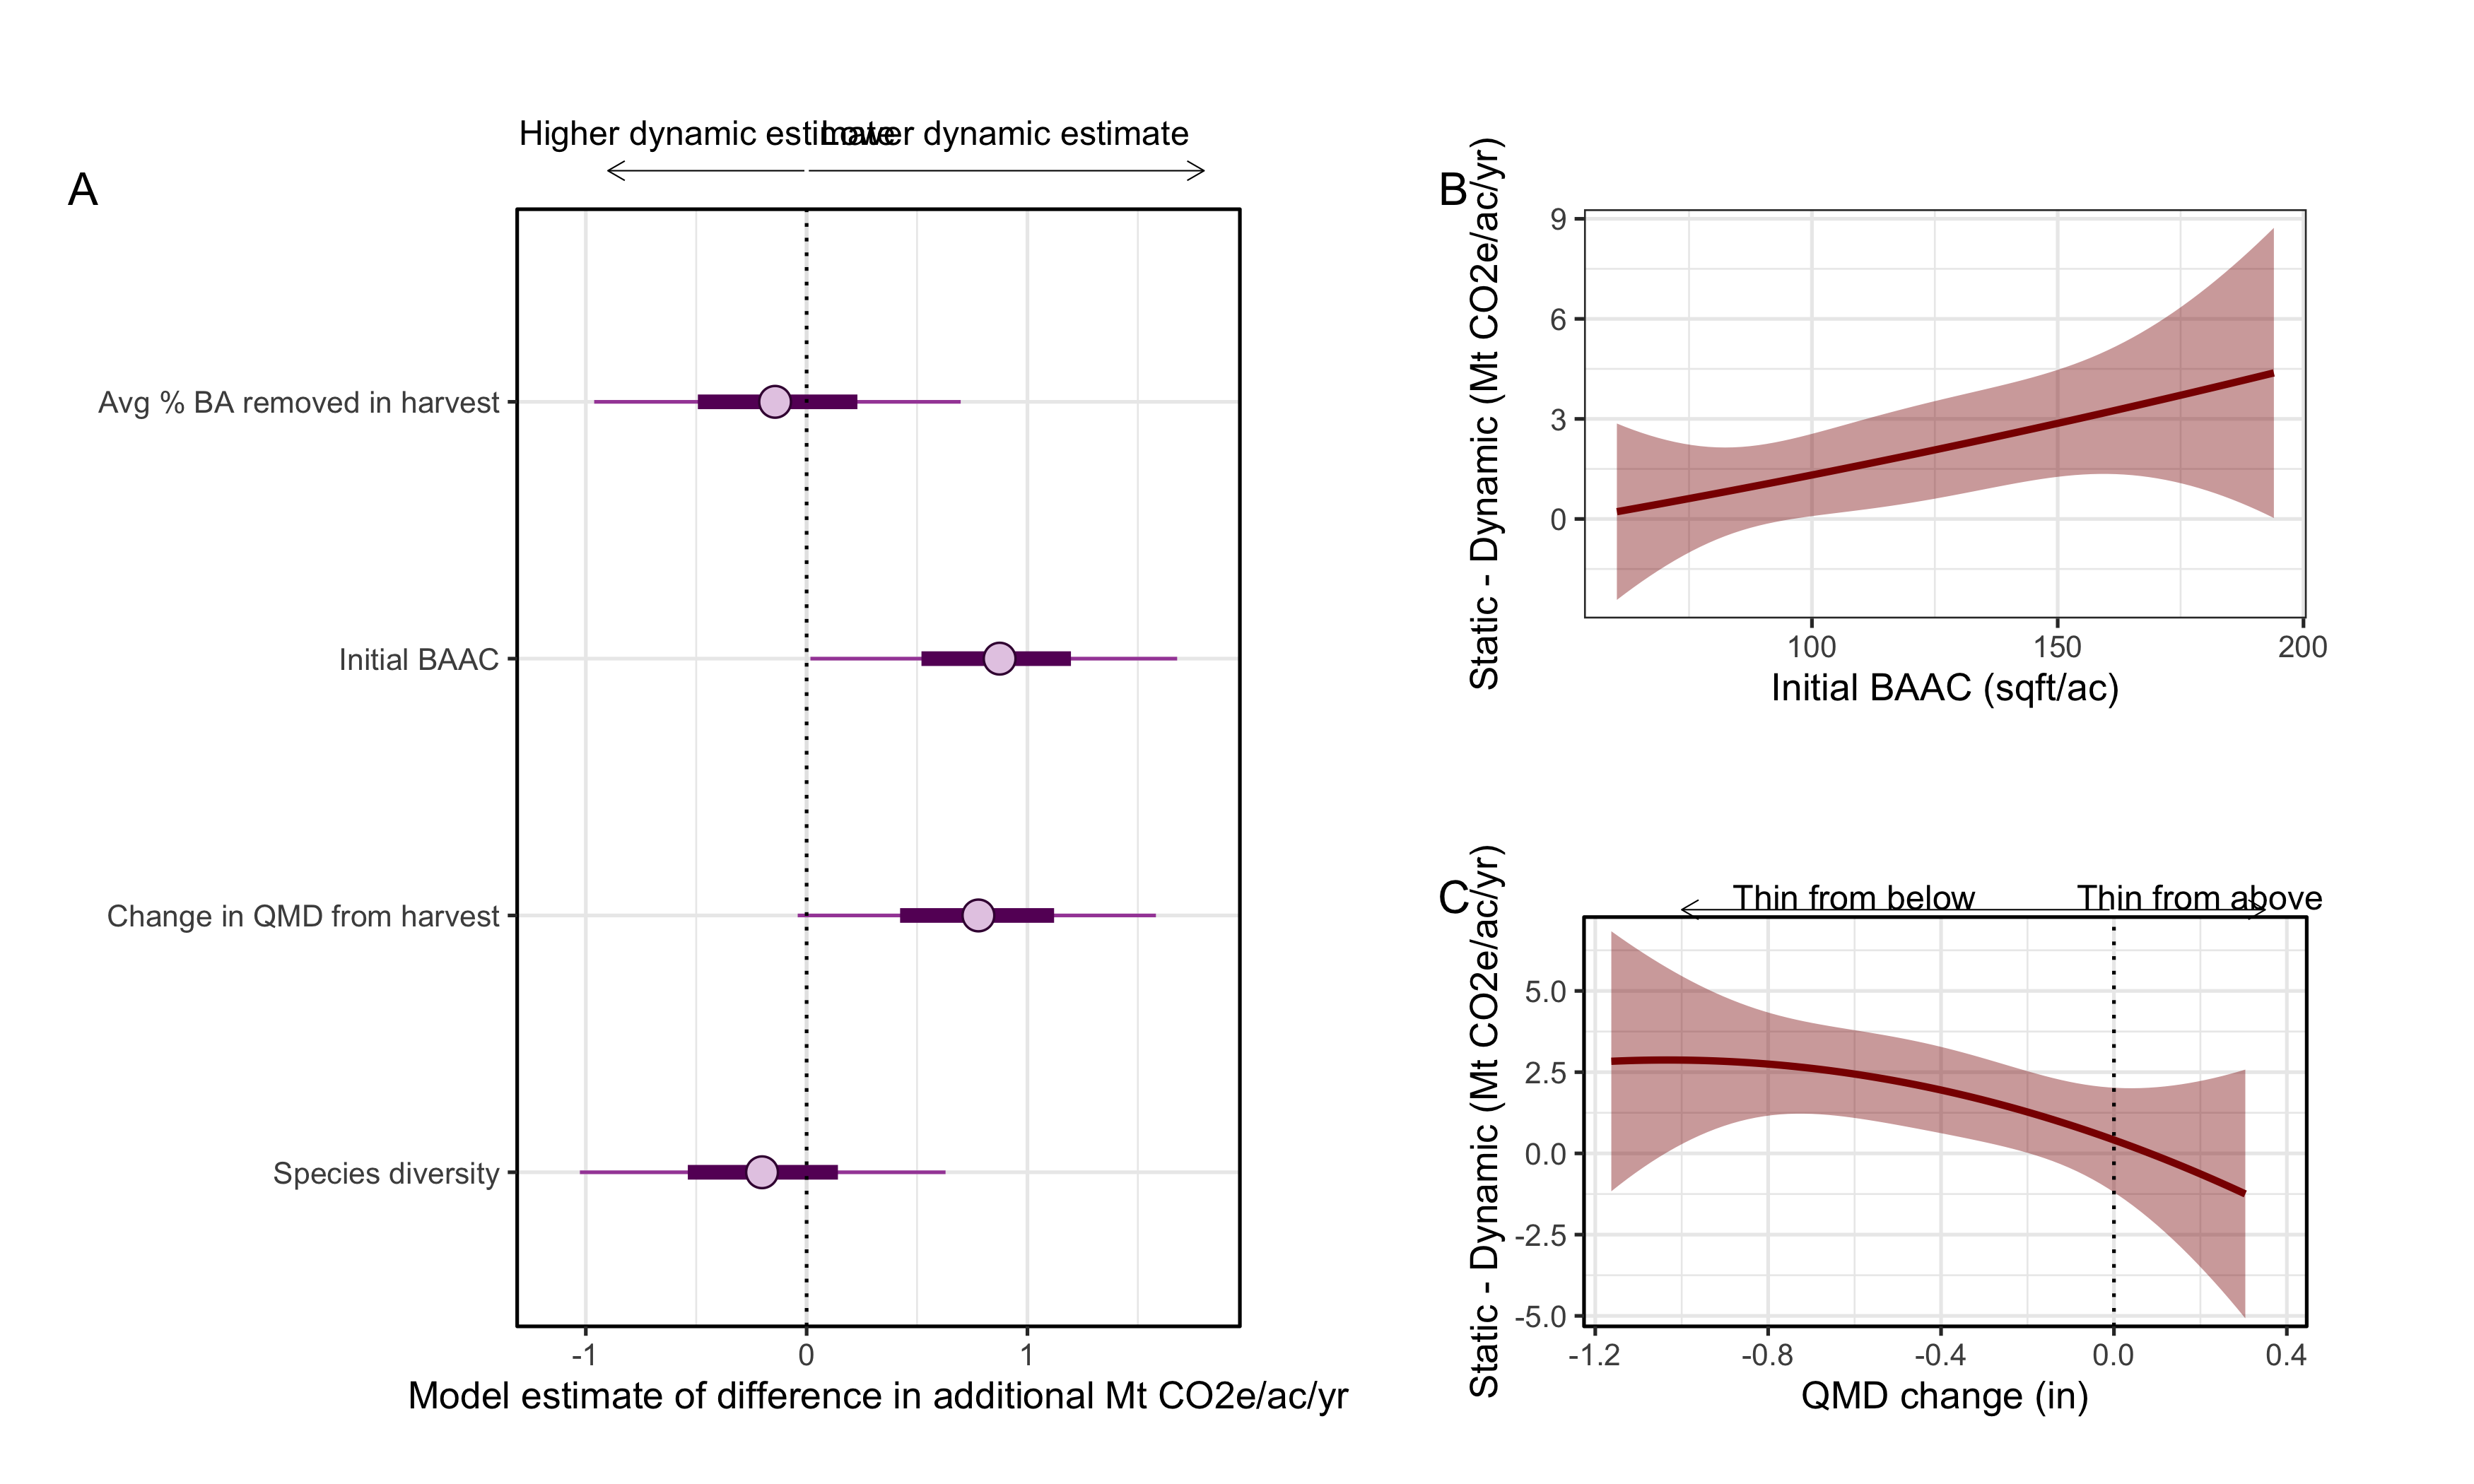 Higher dynamic estimate
Lower dynamic estimate
A
Avg % BA removed in harvest
Initial BAAC
Change in QMD from harvest
Species diversity
-1
0
1
Model estimate of difference in additional Mt CO2e/ac/yr
B
Static - Dynamic (Mt CO2e/ac/yr)
9
6
3
0
100
150
200
Initial BAAC (sqft/ac)
C
Thin from below
Thin from above
Static - Dynamic (Mt CO2e/ac/yr)
5.0
2.5
0.0
-2.5
-5.0
-1.2
-0.8
-0.4
0.0
0.4
QMD change (in)